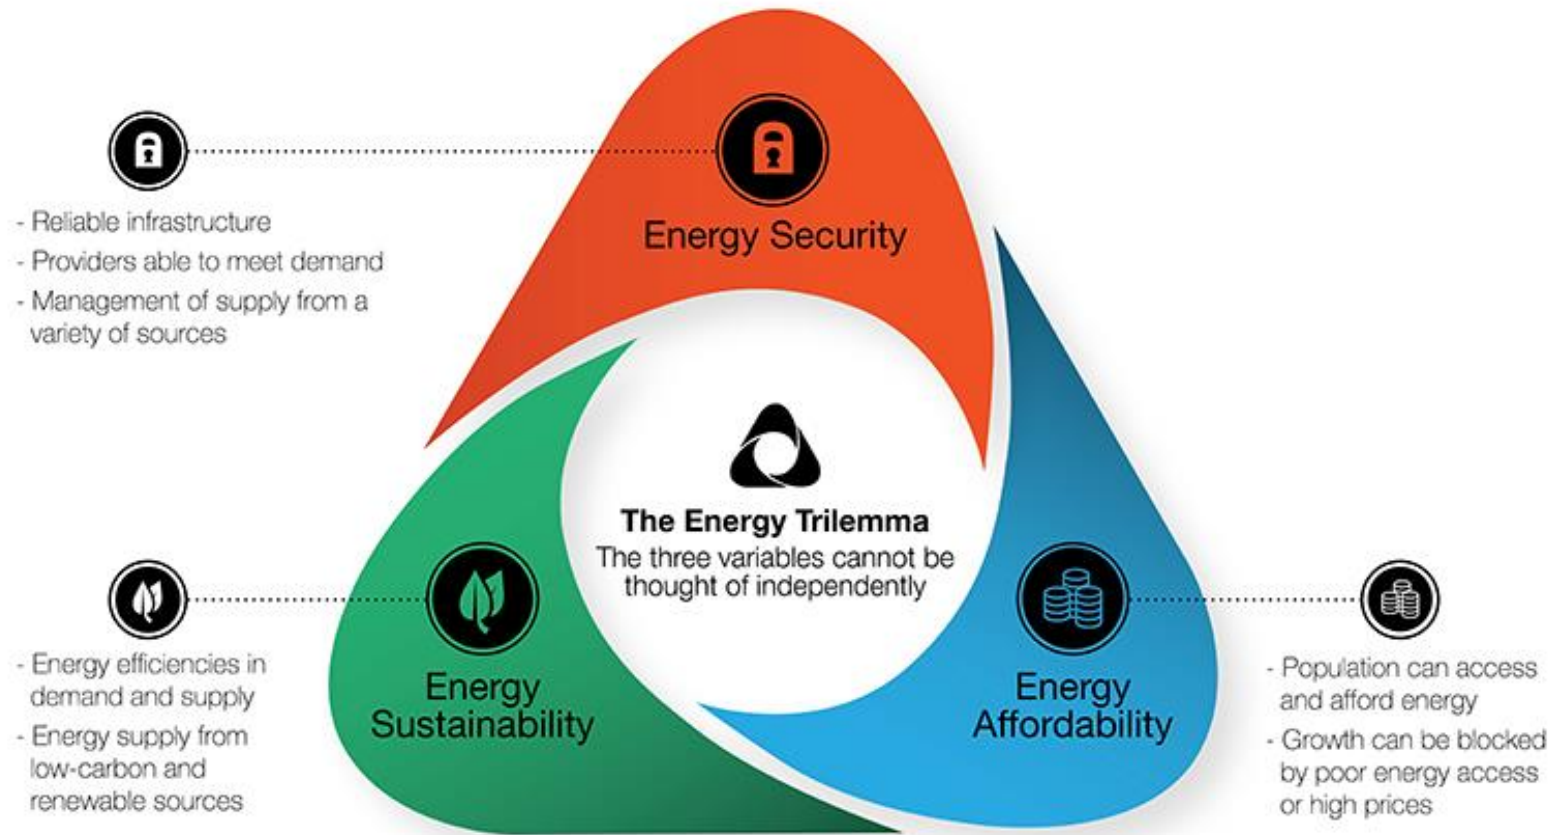 Energy Security
- Reliable infrastructure
- Providers able to meet demand
- Management of supply from a
variety of sources
The Energy Trilemma
The three variables cannot be
thought of independently
Energy
Sustainability
- Energy efficiencies in
demand and supply
- Energy supply from
low-carbon and
renewable sources
Energy
Affordability
- Population can access
and afford energy
- Growth can be blocked
by poor energy access
or high prices